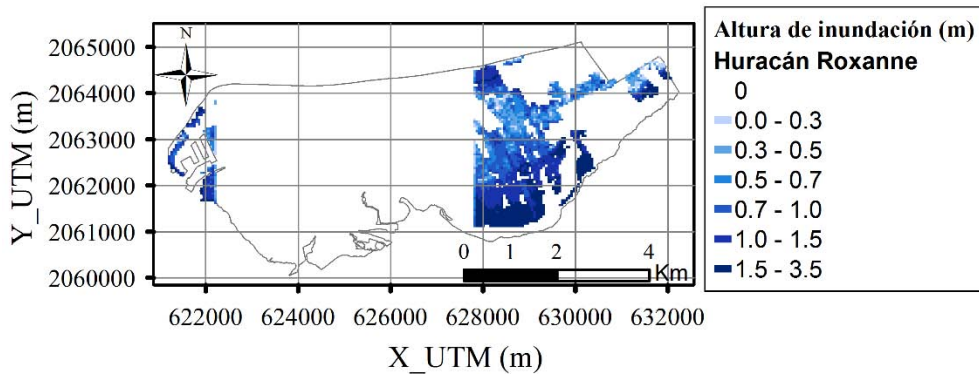 N
2065000
2064000
2063000
2062000
2061000
2060000
Y_UTM (m)
0 1 2 4
Km
622000 624000 626000 628000 630000 632000
X_UTM (m)
Altura de inundación (m)
Huracán Roxanne
0
0.0 - 0.3
0.3 - 0.5
0.5 - 0.7
0.7 - 1.0
1.0 - 1.5
1.5 - 3.5